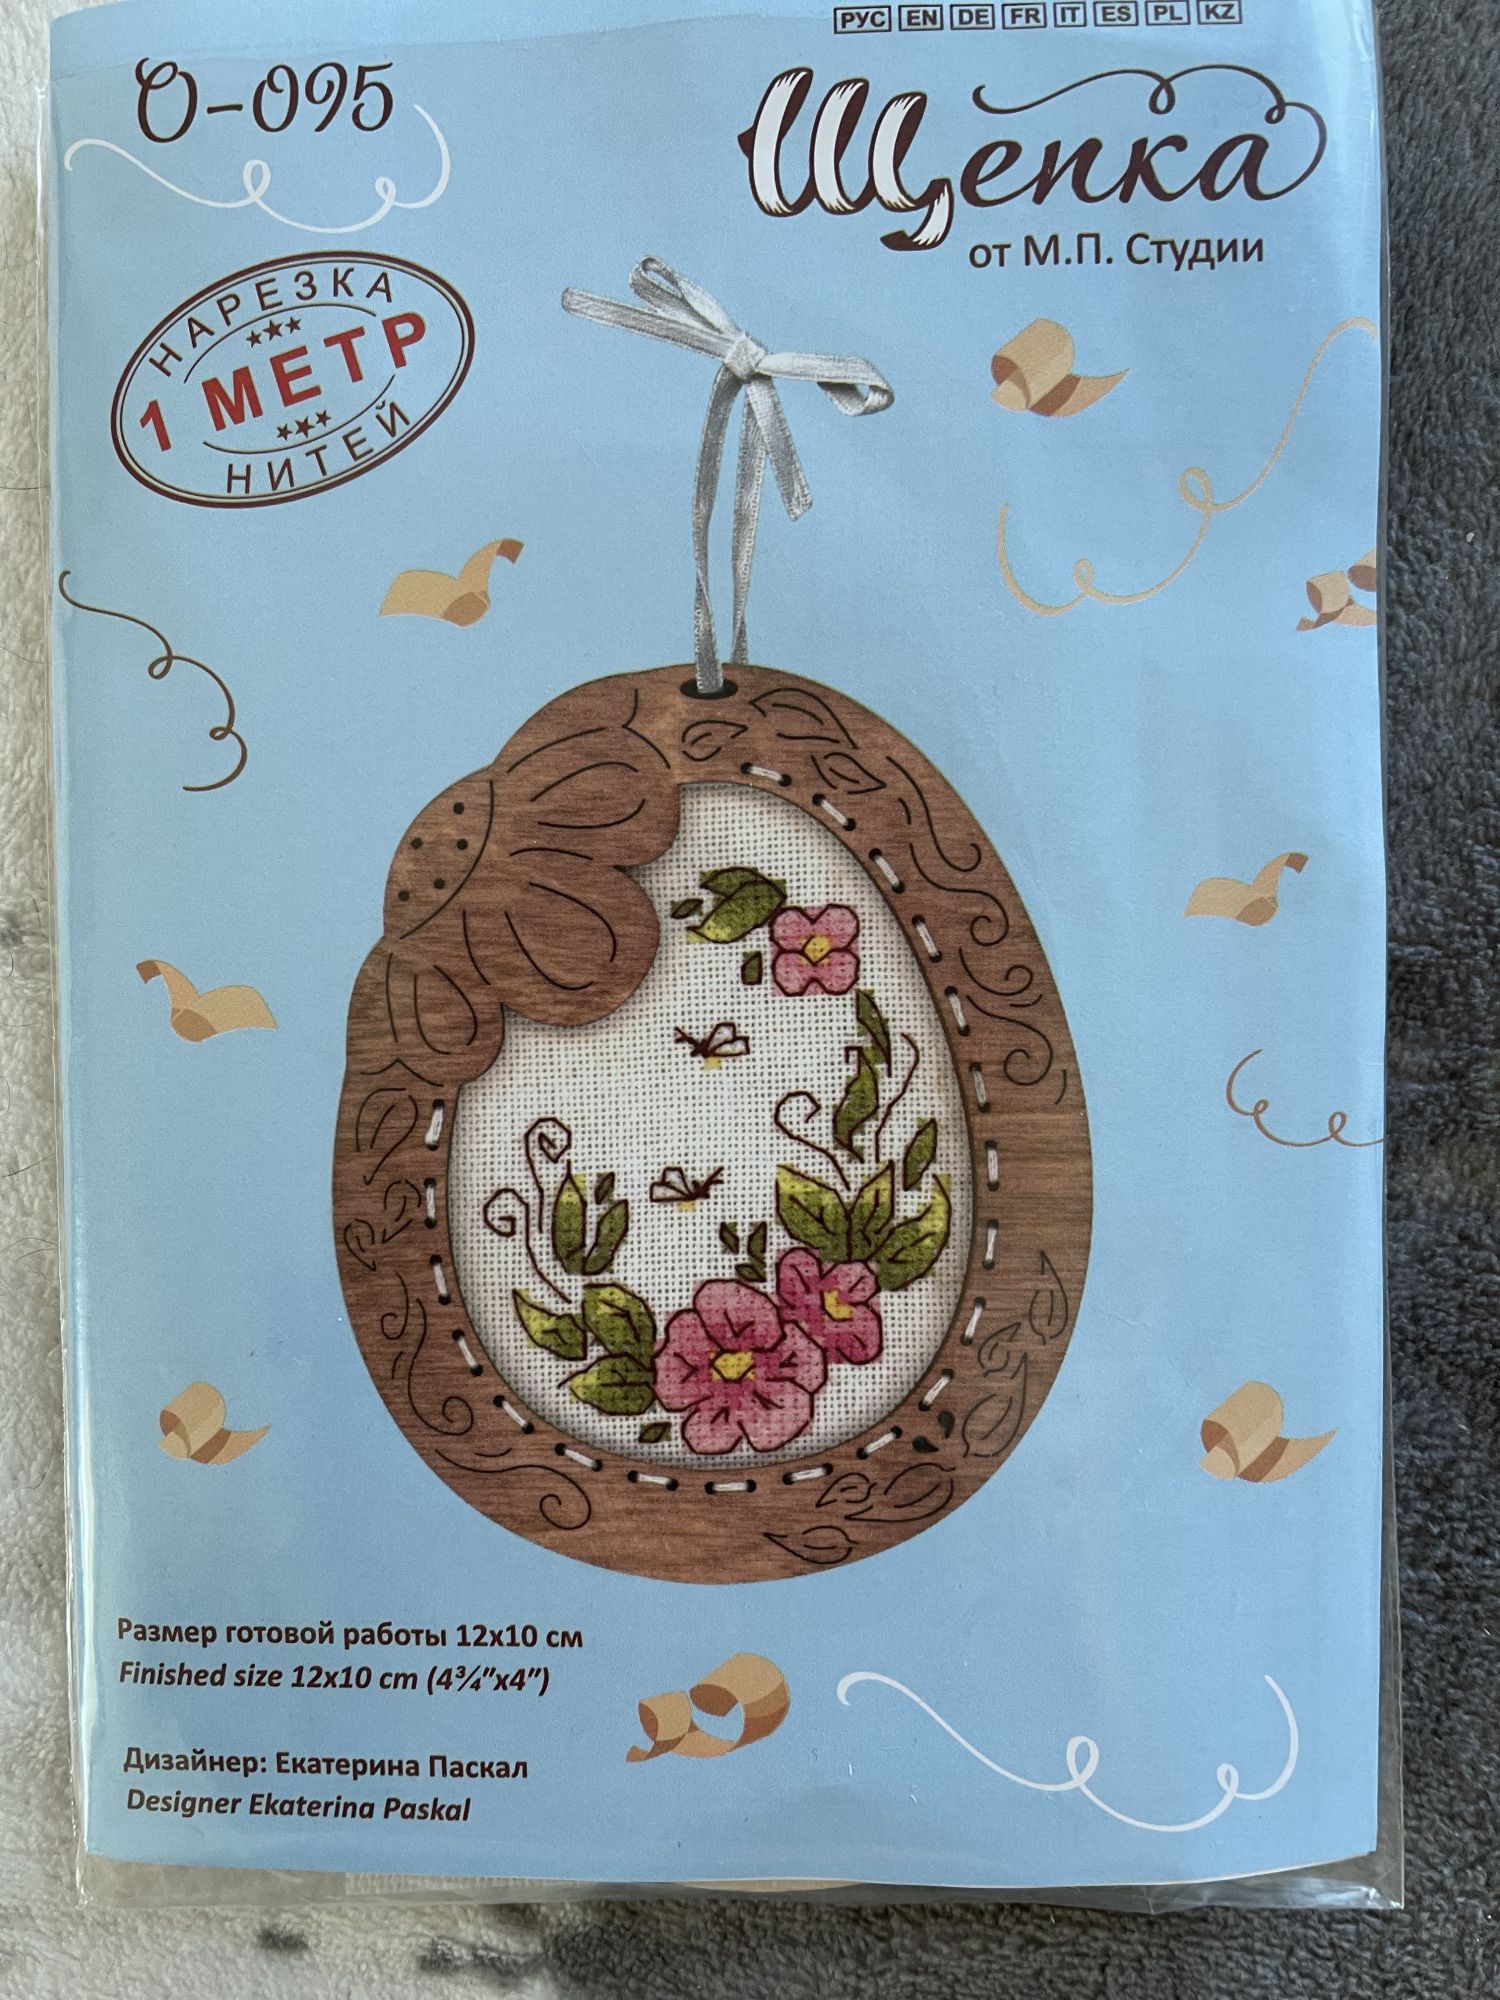 РУС EN DE FR IT ES PL KZ
О-095
Щепка
от М.П. Студии
НАРЕЗКА
1 МЕТР
НИТЕЙ
Размер готовой работы 12х10 см
Finished size 12x10 cm (4¾"x4")
Дизайнер: Екатерина Паскал
Designer Ekaterina Paskal